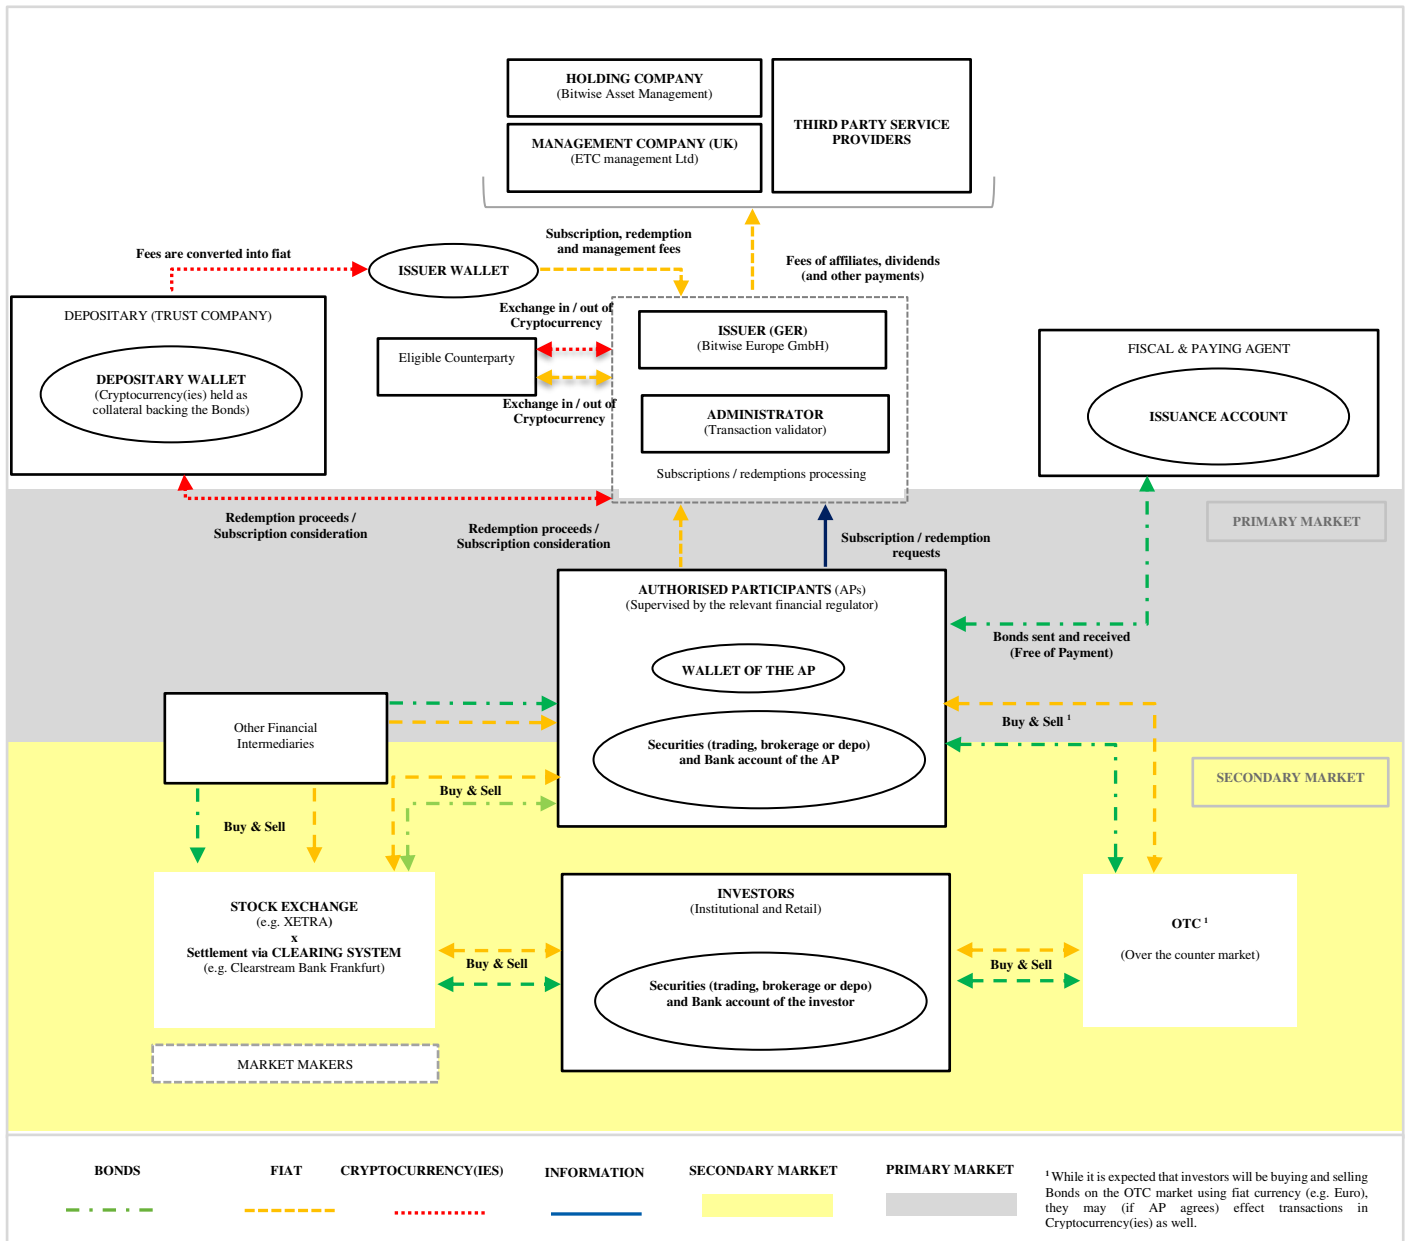 HOLDING COMPANY
(Bitwise Asset Management)
MANAGEMENT COMPANY (UK)
(ETC management Ltd)
THIRD PARTY SERVICE
PROVIDERS
Fees are converted into fiat
ISSUER WALLET
Subscription, redemption
and management fees
Fees of affiliates, dividends
(and other payments)
DEPOSITARY (TRUST COMPANY)
DEPOSITARY WALLET
(Cryptocurrency(ies) held as
collateral backing the Bonds)
Exchange in / out of
Cryptocurrency
Eligible Counterparty
Exchange in / out of
Cryptocurrency
ISSUER (GER)
(Bitwise Europe GmbH)
ADMINISTRATOR
(Transaction validator)
Subscriptions / redemptions processing
FISCAL & PAYING AGENT
ISSUANCE ACCOUNT
Redemption proceeds /
Subscription consideration
Redemption proceeds /
Subscription consideration
Subscription / redemption
requests
PRIMARY MARKET
AUTHORISED PARTICIPANTS (APs)
(Supervised by the relevant financial regulator)
WALLET OF THE AP
Securities (trading, brokerage or depo)
and Bank account of the AP
Bonds sent and received
(Free of Payment)
Buy & Sell ¹
Other Financial
Intermediaries
SECONDARY MARKET
Buy & Sell
Buy & Sell
STOCK EXCHANGE
(e.g. XETRA)
x
Settlement via CLEARING SYSTEM
(e.g. Clearstream Bank Frankfurt)
MARKET MAKERS
Buy & Sell
INVESTORS
(Institutional and Retail)
Securities (trading, brokerage or depo)
and Bank account of the investor
Buy & Sell
OTC ¹
(Over the counter market)
BONDS
FIAT
CRYPTOCURRENCY(IES)
INFORMATION
SECONDARY MARKET
PRIMARY MARKET
¹ While it is expected that investors will be buying and selling
Bonds on the OTC market using fiat currency (e.g. Euro),
they may (if AP agrees) effect transactions in
Cryptocurrency(ies) as well.